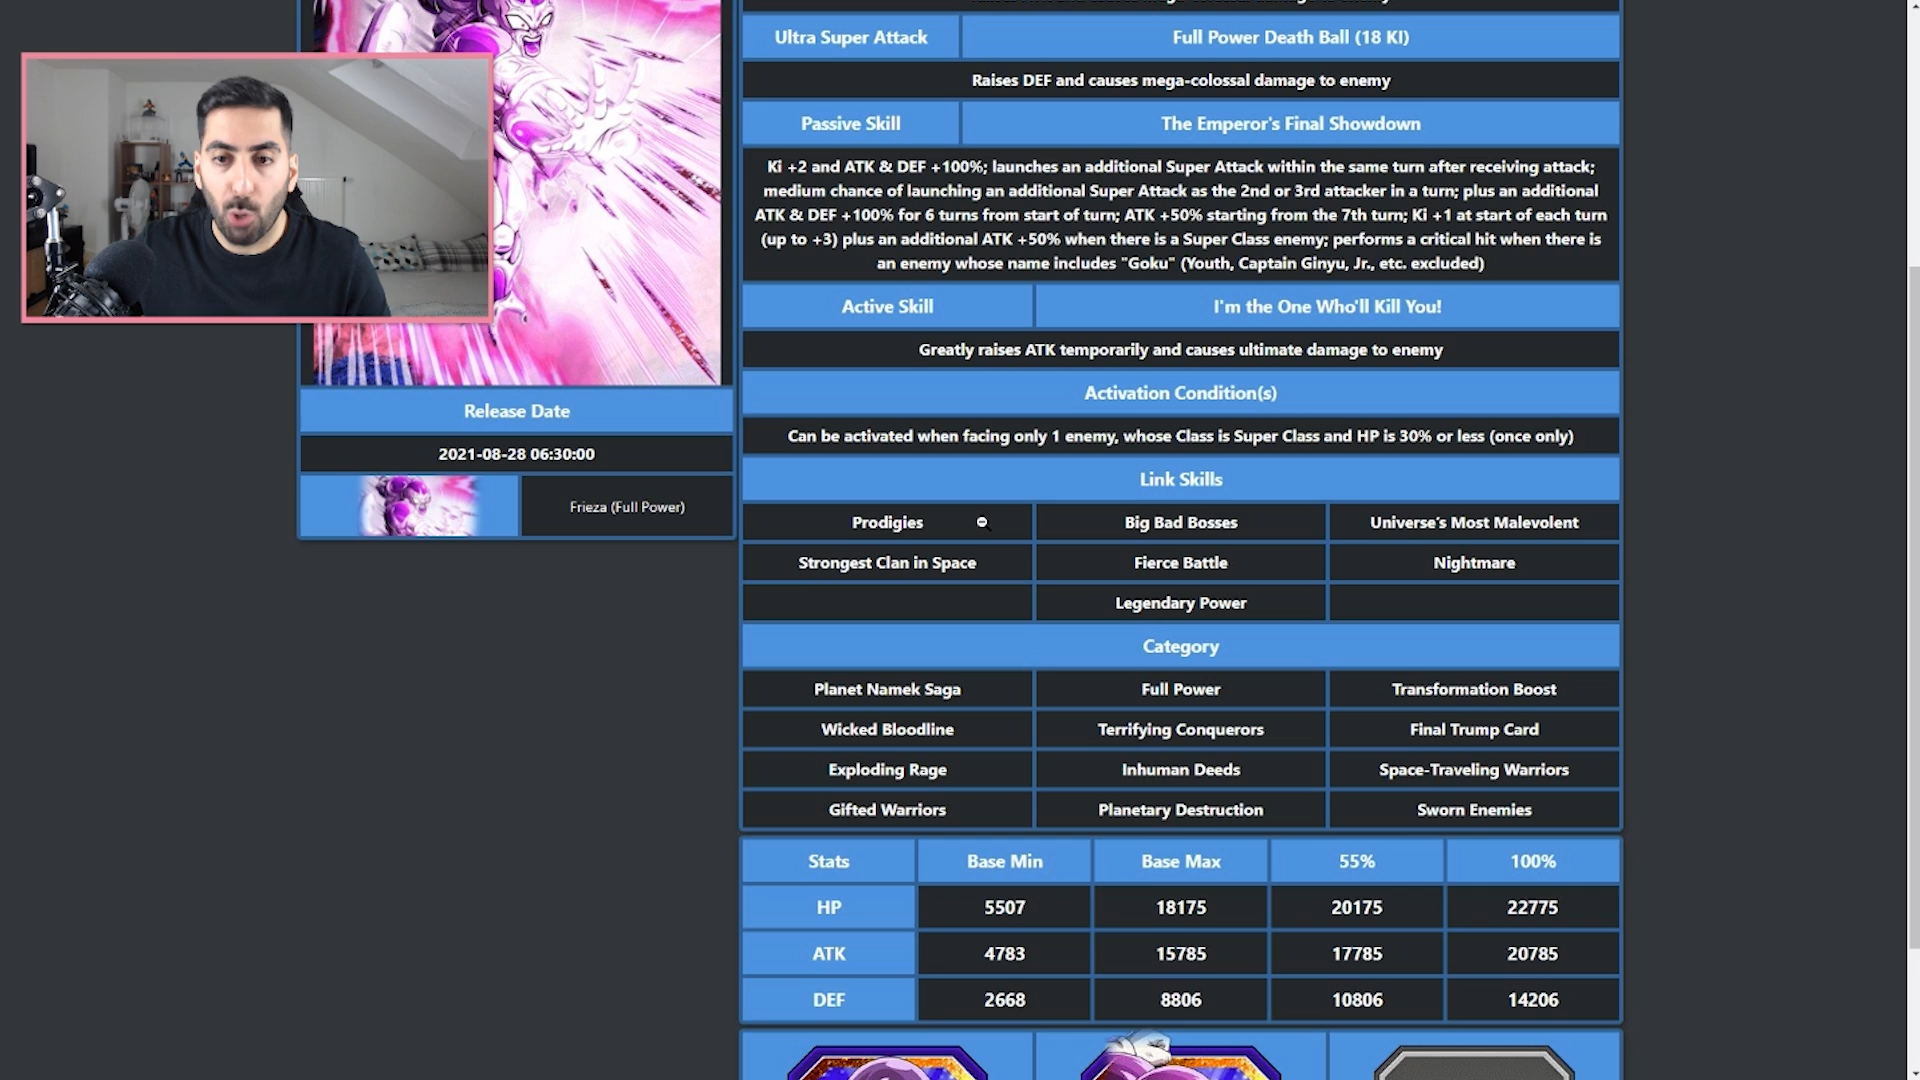 Ultra Super Attack
Full Power Death Ball (18 KI)
Raises DEF and causes mega-colossal damage to enemy
Passive Skill
The Emperor's Final Showdown
Ki +2 and ATK & DEF +100%; launches an additional Super Attack within the same turn after receiving attack;
medium chance of launching an additional Super Attack as the 2nd or 3rd attacker in a turn; plus an additional
ATK & DEF +100% for 6 turns from start of turn; ATK +50% starting from the 7th turn; Ki +1 at start of each turn
(up to +3) plus an additional ATK +50% when there is a Super Class enemy; performs a critical hit when there is
an enemy whose name includes "Goku" (Youth, Captain Ginyu, Jr., etc. excluded)
Active Skill
I'm the One Who'll Kill You!
Greatly raises ATK temporarily and causes ultimate damage to enemy
Activation Condition(s)
Can be activated when facing only 1 enemy, whose Class is Super Class and HP is 30% or less (once only)
Release Date
2021-08-28 06:30:00
Frieza (Full Power)
Link Skills
Prodigies
Big Bad Bosses
Universe's Most Malevolent
Strongest Clan in Space
Fierce Battle
Nightmare
Legendary Power
Category
Planet Namek Saga
Full Power
Transformation Boost
Wicked Bloodline
Terrifying Conquerors
Final Trump Card
Exploding Rage
Inhuman Deeds
Space-Traveling Warriors
Gifted Warriors
Planetary Destruction
Sworn Enemies
Stats Base Min Base Max 55% 100%
HP 5507 18175 20175 22775
ATK 4783 15785 17785 20785
DEF 2668 8806 10806 14206